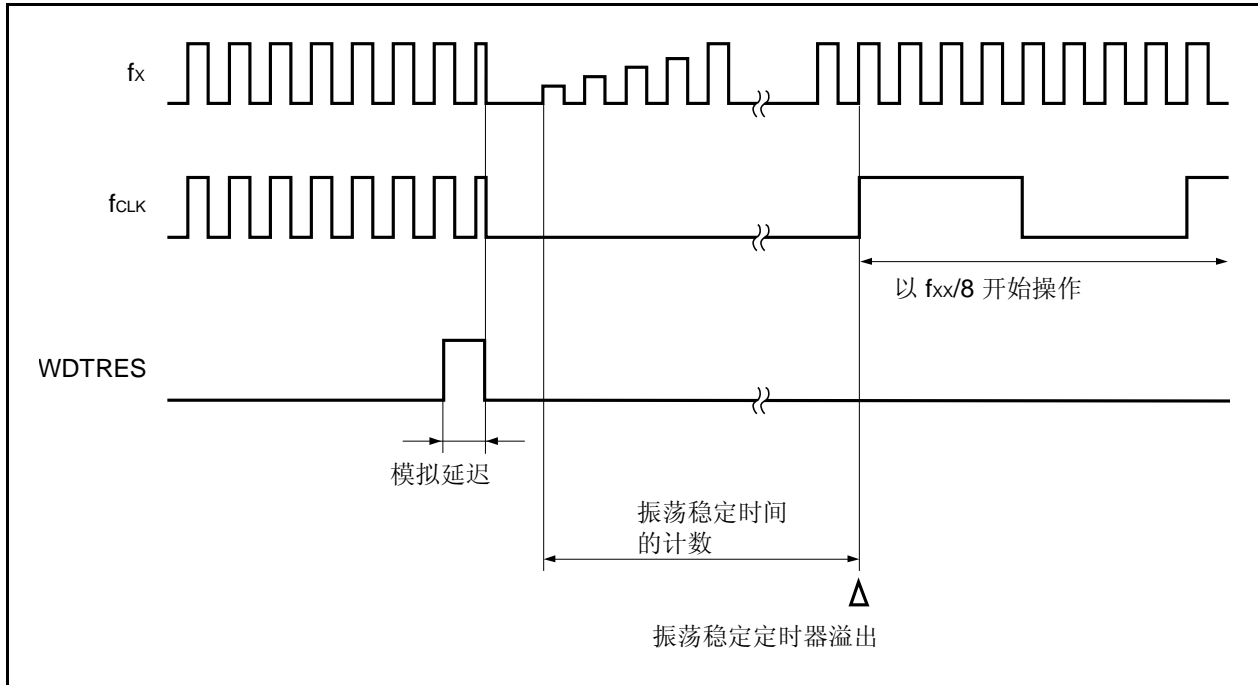 fX
fCLK
以 fXX/8 开始操作
WDTRES
模拟延迟
振荡稳定时间
的计数
振荡稳定定时器溢出